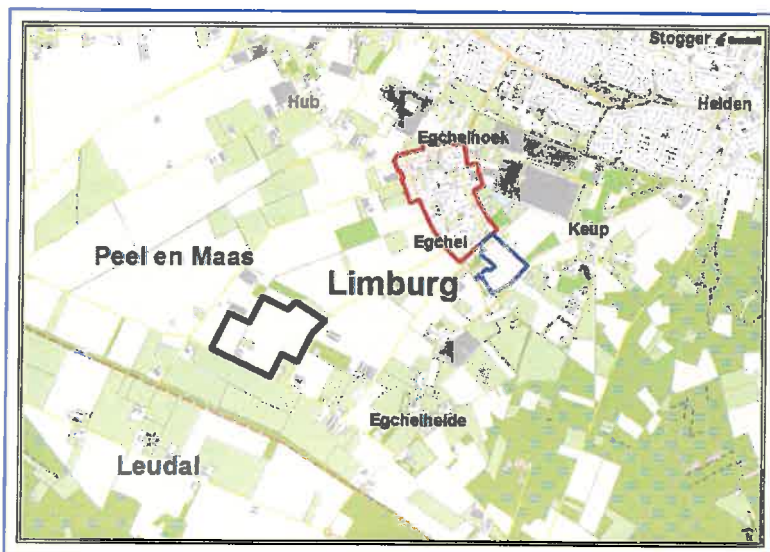 Stogger
Hub
Helden
Egchelhoek
Keup
Egchel
Peel en Maas
Limburg
Egchelheide
Leudal